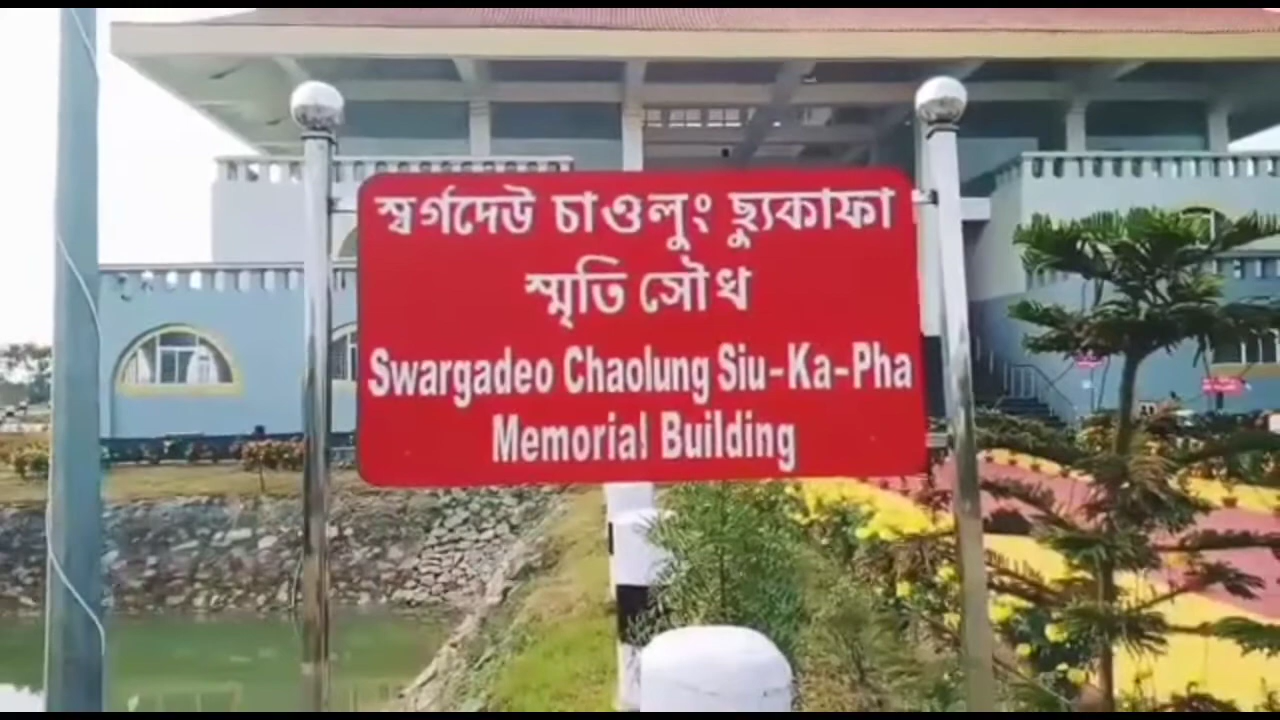 স্বৰ্গদেউ চাওলুং ছ্যুকাফা
স্মৃতি সৌধ
Swargadeo Chaolung Siu-Ka-Pha
Memorial Building